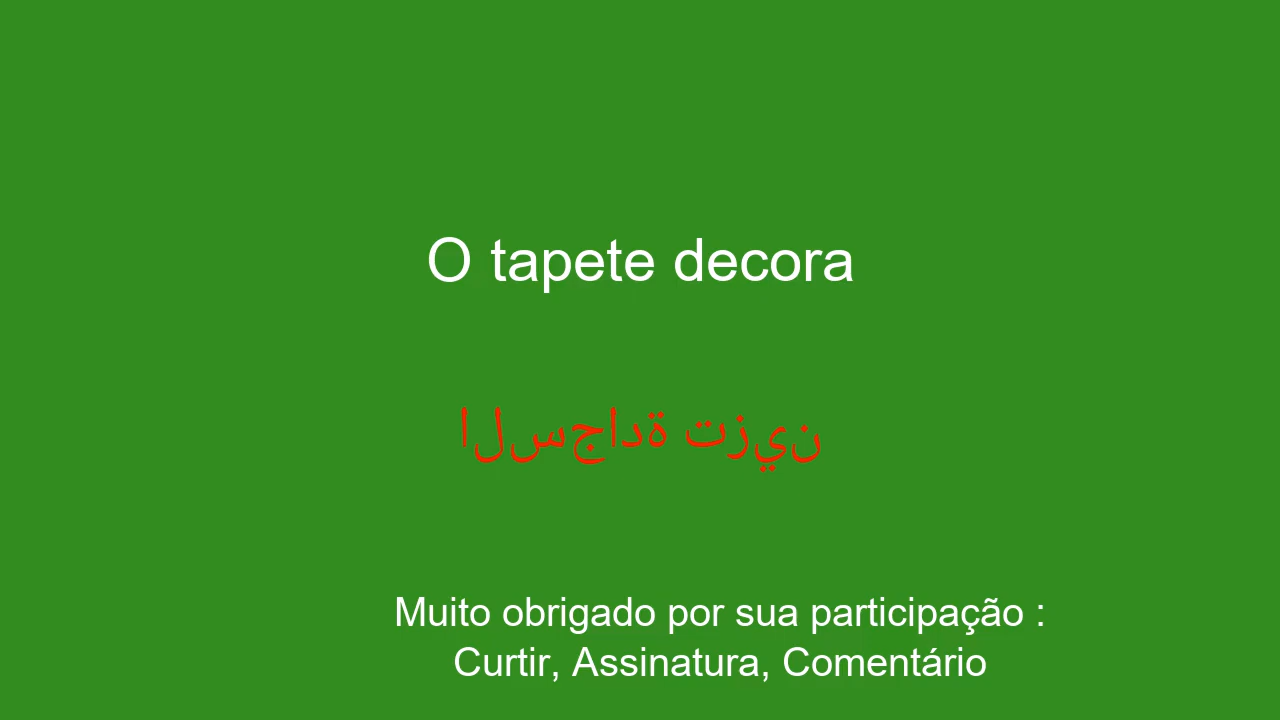 O tapete decora
السجادة تزين
Muito obrigado por sua participação :
Curtir, Assinatura, Comentário